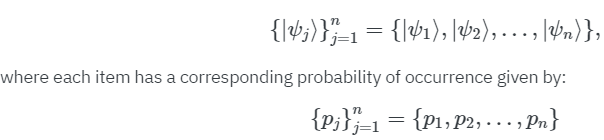 {|ψ_j⟩}_{j=1}^n = {|ψ_1⟩, |ψ_2⟩, . . . , |ψ_n⟩},
where each item has a corresponding probability of occurrence given by:
{p_j}_{j=1}^n = {p_1, p_2, . . . , p_n}